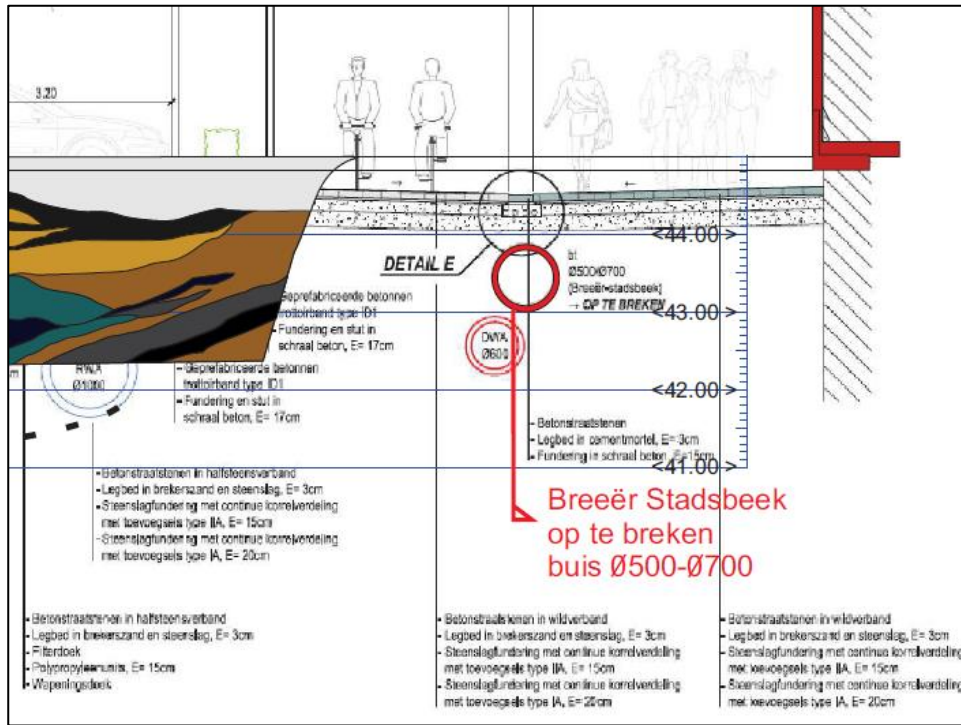 3.20
<44.00>
DETAIL E
bt
Ø500-Ø700
(Breeër-stadsbeek)
→ OP TE BREKEN
<43.00>
Geprefabriceerde betonnen
trottoirband type ID1
- Fundering en stut in
schraal beton, E= 17cm
DWA
Ø600
RWA
Ø1000
- Geprefabriceerde betonnen
trottoirband type ID1
- Fundering en stut in
schraal beton, E= 17cm
<42.00>
- Betonstraatstenen
- Legbed in cementmortel, E= 3cm
- Fundering in schraal beton, E=15cm
<41.00>
- Betonstraatstenen in halfsteensverband
- Legbed in brekerszand en steenslag, E= 3cm
- Steenslagfundering met continue korrelverdeling
met toevoegsels type IIA, E= 15cm
- Steenslagfundering met continue korrelverdeling
met toevoegsels type IA, E= 20cm
Breeër Stadsbeek
op te breken
buis Ø500-Ø700
- Betonstraatstenen in halfsteensverband
- Legbed in brekerszand en steenslag, E= 3cm
- Filterdoek
- Polypropyleenunits, E= 15cm
- Wapeningsdoek
- Betonstraatstenen in wildverband
- Legbed in brekerszand en steenslag, E= 3cm
- Steenslagfundering met continue korrelverdeling
met toevoegsels type IIA, E= 15cm
- Steenslagfundering met continue korrelverdeling
met toevoegsels type IA, E= 20cm
- Betonstraatstenen in wildverband
- Legbed in brekerszand en steenslag, E= 3cm
- Steenslagfundering met continue korrelverdeling
met toevoegsels type IIA, E= 15cm
- Steenslagfundering met continue korrelverdeling
met toevoegsels type IA, E= 20cm